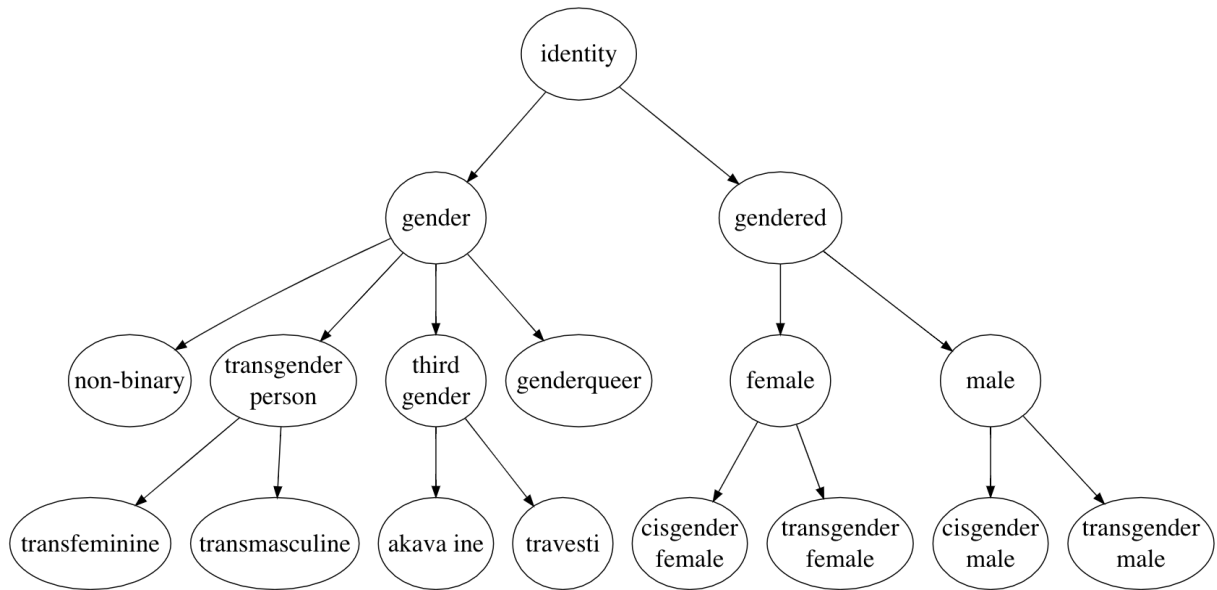 identity
gender
gendered
non-binary
transgender
person
third
gender
genderqueer
female
male
transfeminine
transmasculine
akava ine
travesti
cisgender
female
transgender
female
cisgender
male
transgender
male